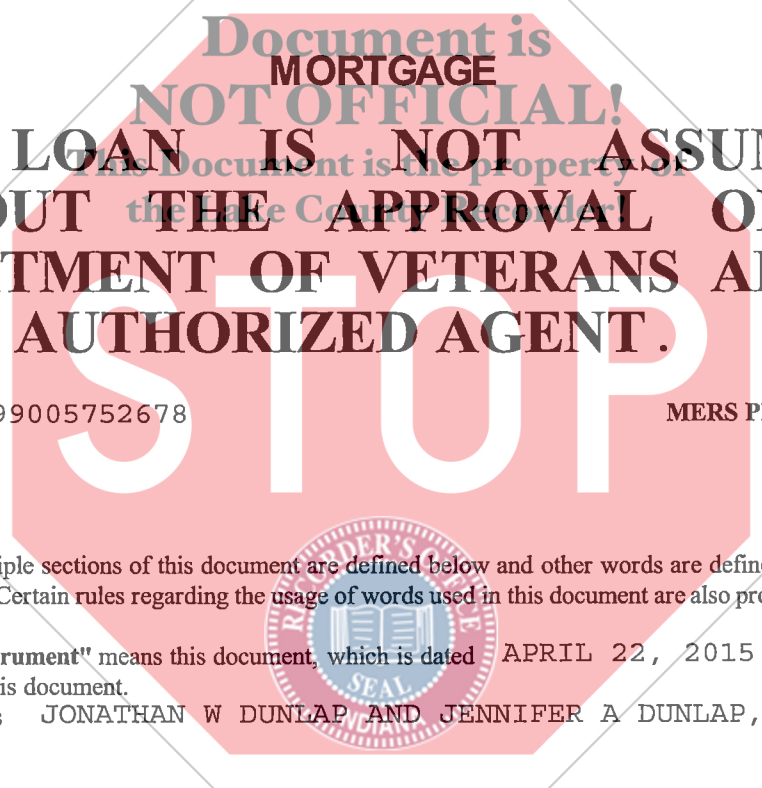 Document is
MORTGAGE
NOT OFFICIAL!
LOAN IS NOT ASSUM
This Document is the property of
OUT THE APPROVAL O
the Lake County Recorder!
TMENT OF VETERANS A
AUTHORIZED AGENT.
STOP
99005752678 MERS P
iple sections of this document are defined below and other words are define
Certain rules regarding the usage of words used in this document are also pro
rument" means this document, which is dated APRIL 22, 2015
is document.
s JONATHAN W DUNLAP AND JENNIFER A DUNLAP,
RECORDER'S OFFICE
SEAL
INDIANA